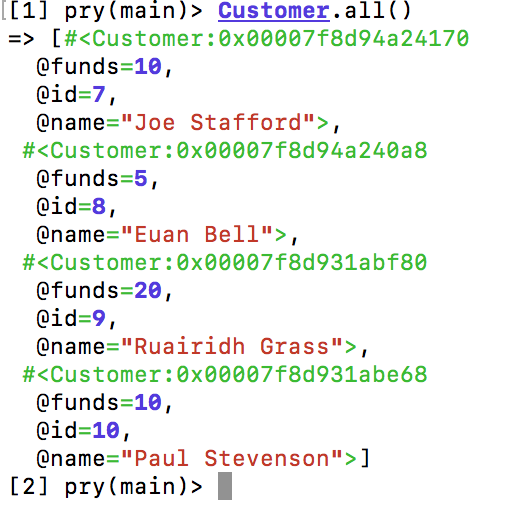 [1] pry(main)> Customer.all()
=> [#<Customer:0x00007f8d94a24170
@funds=10,
@id=7,
@name="Joe Stafford">,
#<Customer:0x00007f8d94a240a8
@funds=5,
@id=8,
@name="Euan Bell">,
#<Customer:0x00007f8d931abf80
@funds=20,
@id=9,
@name="Ruairidh Grass">,
#<Customer:0x00007f8d931abe68
@funds=10,
@id=10,
@name="Paul Stevenson">]
[2] pry(main)>